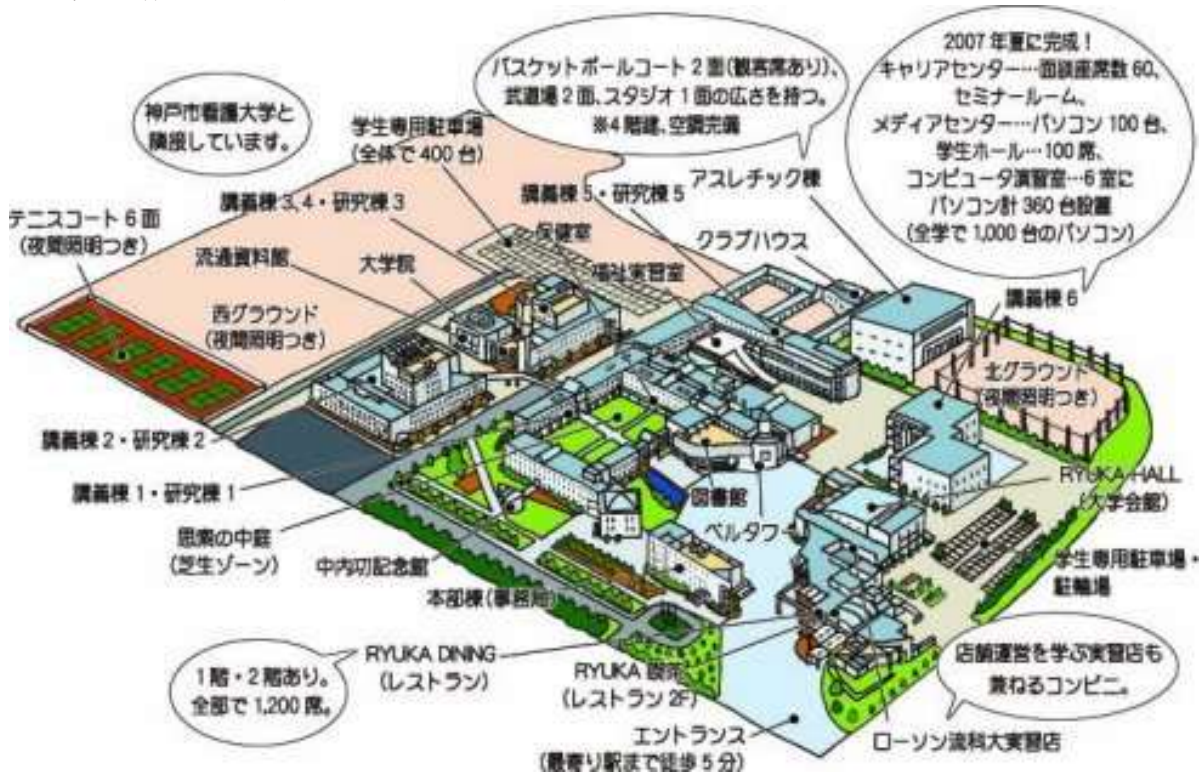 神戸市看護大学と
隣接しています。
バスケットボールコート2面(観客席あり)、
武道場2面、スタジオ1面の広さを持つ。
※4階建、空調完備
2007年夏に完成!
キャリアセンター…面談座席数60、
セミナールーム、
メディアセンター…パソコン100台、
学生ホール…100席、
コンピュータ演習室…6室に
パソコン計360台設置
(全学で1,000台のパソコン)
学生専用駐車場
(全体で400台)
講義棟5・研究棟5
アスレチック棟
講義棟3,4・研究棟3
保健室
クラブハウス
テニスコート6面
(夜間照明つき)
流通資料館
大学院
福祉実習室
講義棟6
西グラウンド
(夜間照明つき)
北グラウンド
(夜間照明つき)
講義棟2・研究棟2
講義棟1・研究棟1
図書館
RYUKA HALL
(大学会館)
思索の中庭
(芝生ゾーン)
中内㓛記念館
ベルタワー
学生専用駐車場・
駐輪場
本部棟(事務局)
1階・2階あり。
全部で1,200席。
RYUKA DINING
(レストラン)
RYUKA 喫茶
(レストラン2F)
店舗運営を学ぶ実習店も
兼ねるコンビニ。
エントランス
(最寄り駅まで徒歩5分)
ローソン流科大実習店